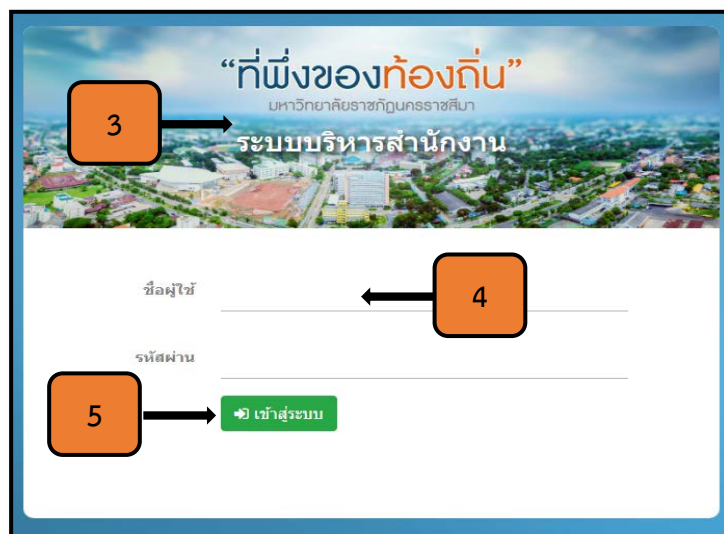 “ที่พึ่งของท้องถิ่น”
มหาวิทยาลัยราชภัฏนครราชสีมา
3
ระบบบริหารสำนักงาน
ชื่อผู้ใช้
4
รหัสผ่าน
5
เข้าสู่ระบบ